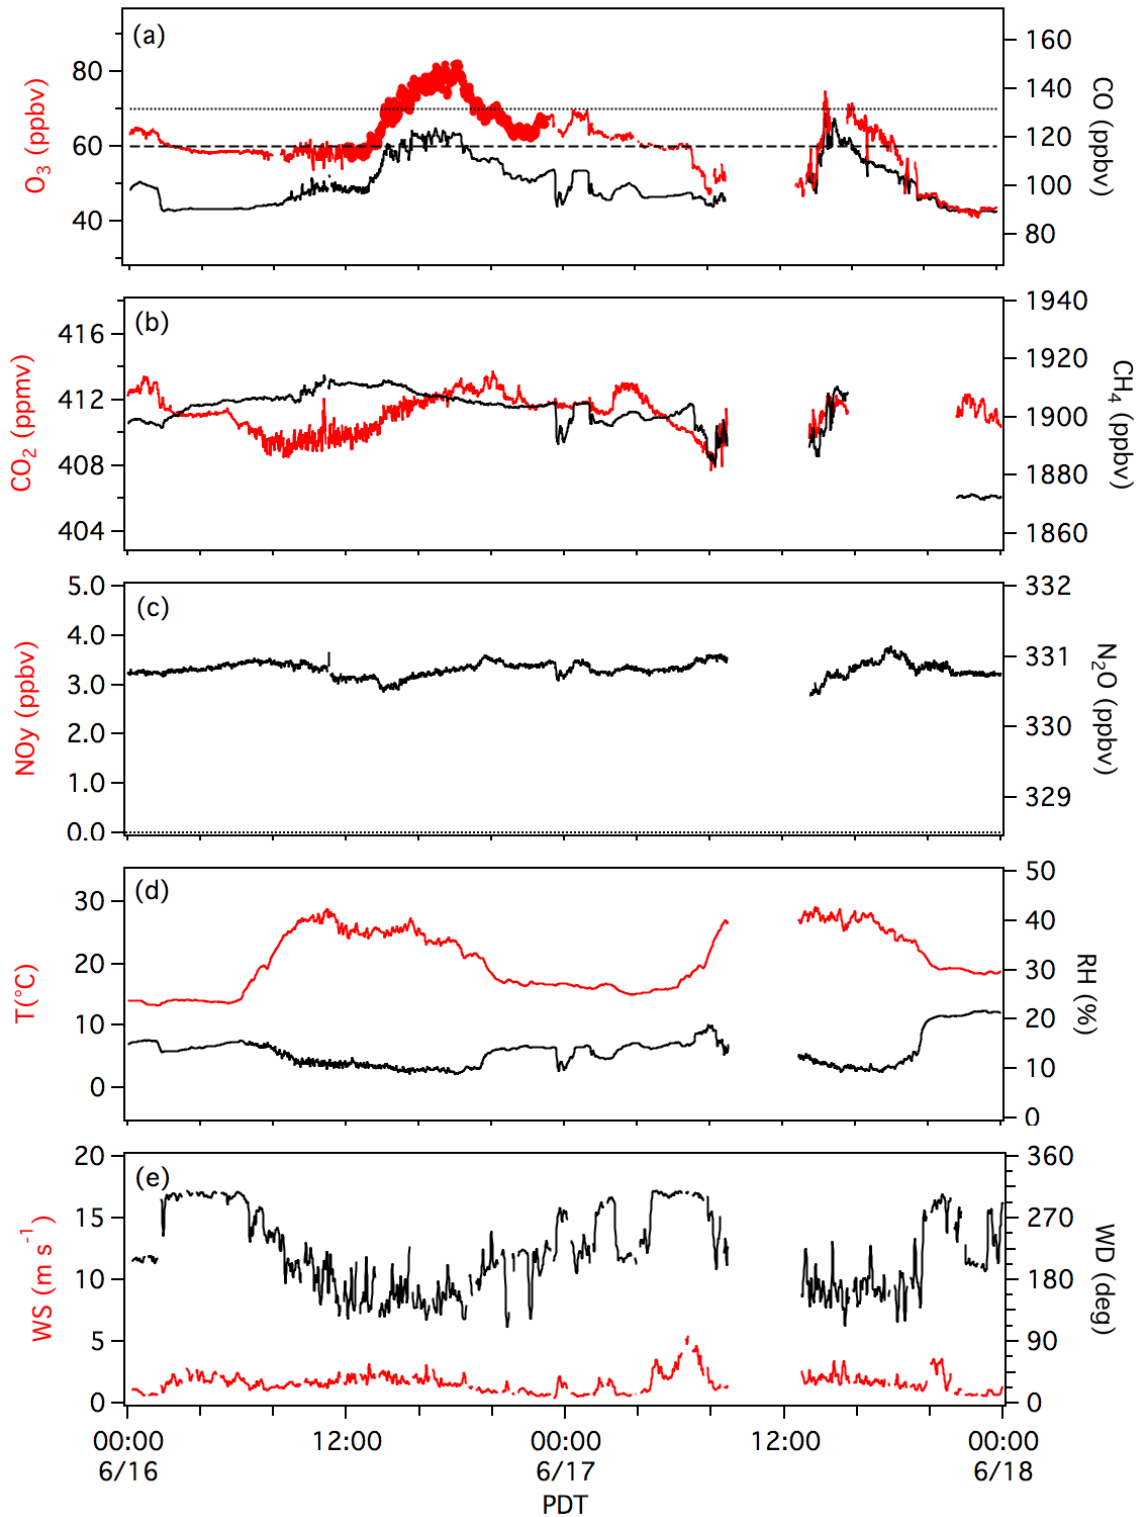 (a)
80
60
40
O3 (ppbv)
160
140
120
100
80
CO (ppbv)
(b)
416
412
408
404
CO2 (ppmv)
1940
1920
1900
1880
1860
CH4 (ppbv)
(c)
5.0
4.0
3.0
2.0
1.0
0.0
NOy (ppbv)
332
331
330
329
N2O (ppbv)
(d)
30
20
10
0
T(°C)
50
40
30
20
10
0
RH (%)
(e)
20
15
10
5
0
WS (m s-1)
360
270
180
90
0
WD (deg)
00:00 12:00 00:00 12:00 00:00
6/16 6/17 6/18
PDT